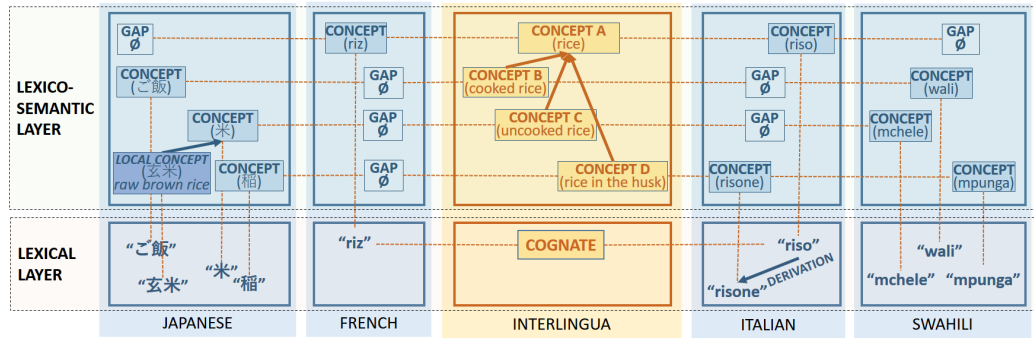 GAP
Ø
CONCEPT
(riz)
CONCEPT A
(rice)
CONCEPT
(riso)
GAP
Ø
LEXICO-
SEMANTIC
LAYER
CONCEPT
(ご飯)
GAP
Ø
CONCEPT B
(cooked rice)
GAP
Ø
CONCEPT
(wali)
CONCEPT
(米)
GAP
Ø
CONCEPT C
(uncooked rice)
GAP
Ø
CONCEPT
(mchele)
LOCAL CONCEPT
(玄米)
raw brown rice
CONCEPT
(稲)
GAP
Ø
CONCEPT D
(rice in the husk)
CONCEPT
(risone)
CONCEPT
(mpunga)
LEXICAL
LAYER
“ご飯”
“玄米”
“米”
“稲”
“riz”
COGNATE
“riso”
DERIVATION
“risone”
“wali”
“mchele”
“mpunga”
JAPANESE
FRENCH
INTERLINGUA
ITALIAN
SWAHILI